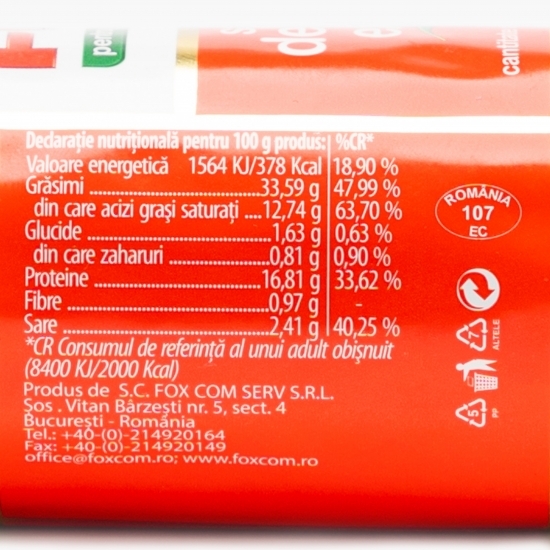 Declarație nutrițională pentru 100 g produs: %CR*
Valoare energetică 1564 KJ/378 Kcal 18,90 %
Grăsimi 33,59 g 47,99 %
din care acizi grași saturați 12,74 g 63,70 %
Glucide 1,63 g 0,63 %
din care zaharuri 0,81 g 0,90 %
Proteine 16,81 g 33,62 %
Fibre 0,97 g -
Sare 2,41 g 40,25 %
*CR Consumul de referință al unui adult obișnuit
(8400 KJ/2000 Kcal)
Produs de S.C. FOX COM SERV S.R.L.
Șos . Vitan Bârzești nr. 5, sect. 4
București - România
Tel.: +40-(0)-214920164
Fax: +40-(0)-214920149
office@foxcom.ro; www.foxcom.ro
ROMÂNIA
107
EC
ALTELE
5
PP